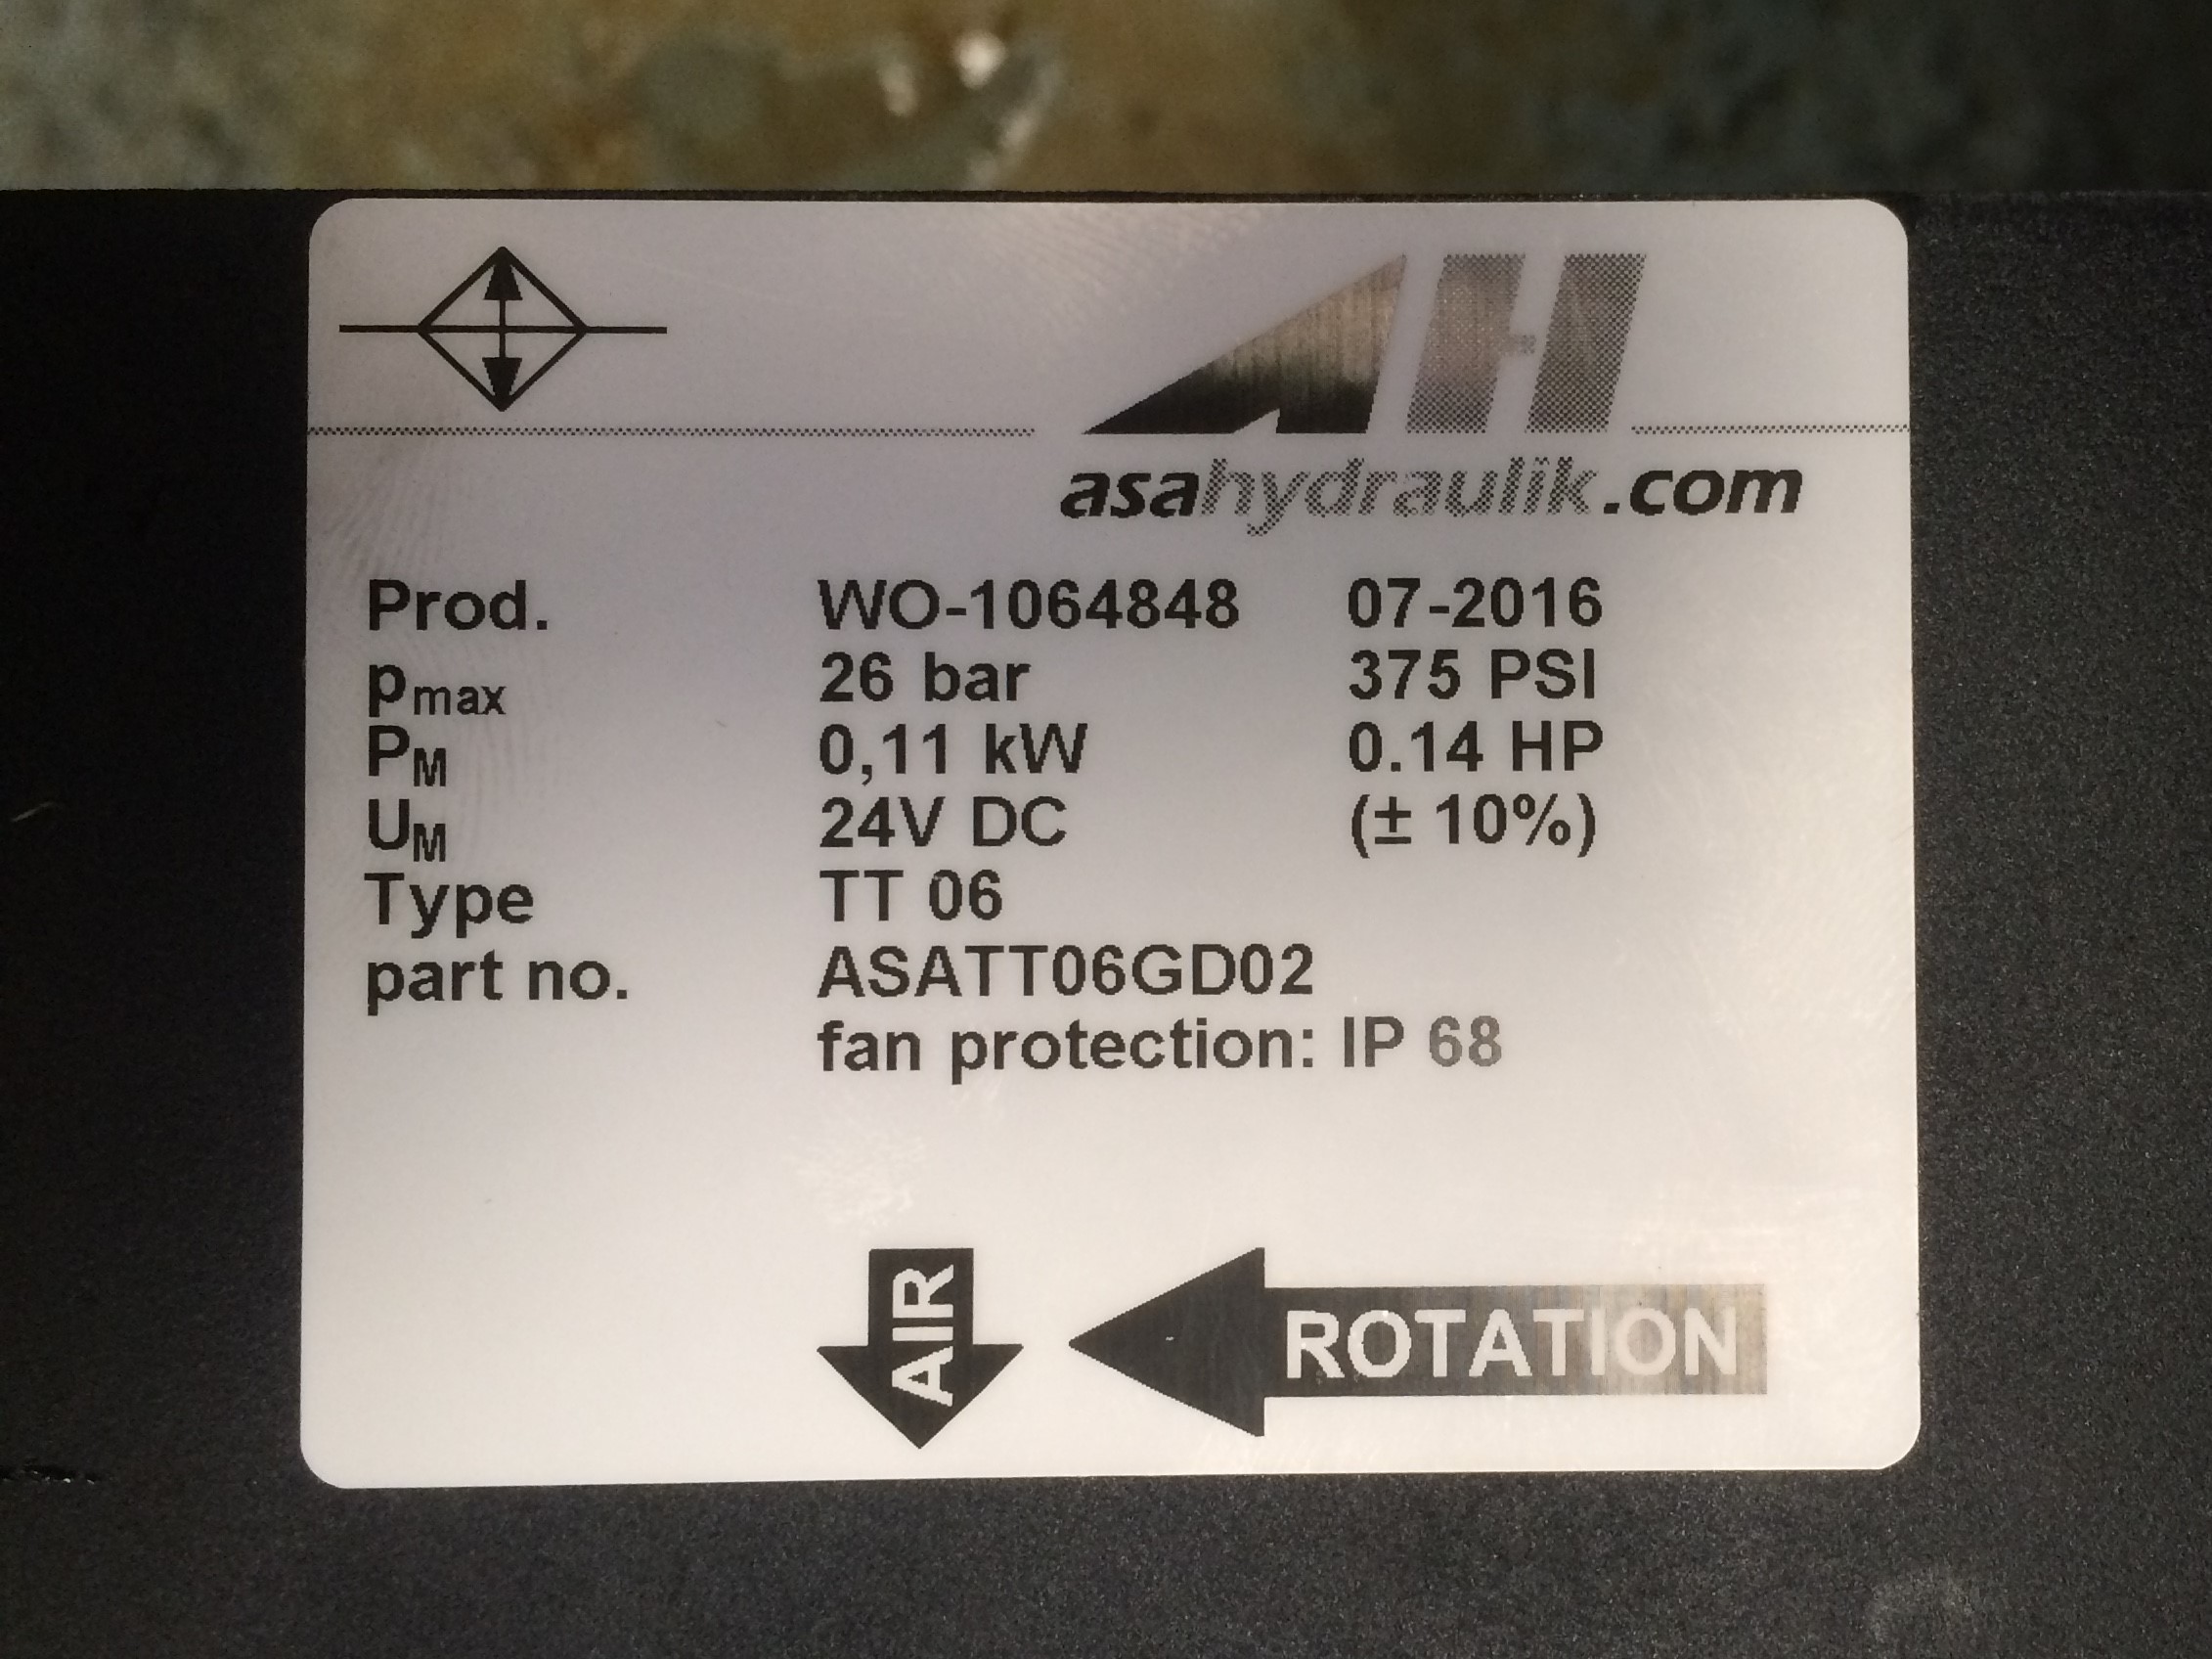 AH
asahydraulik.com
Prod. WO-1064848 07-2016
pmax 26 bar 375 PSI
PM 0,11 kW 0.14 HP
UM 24V DC (± 10%)
Type TT 06
part no. ASATT06GD02
fan protection: IP 68
AIR
ROTATION